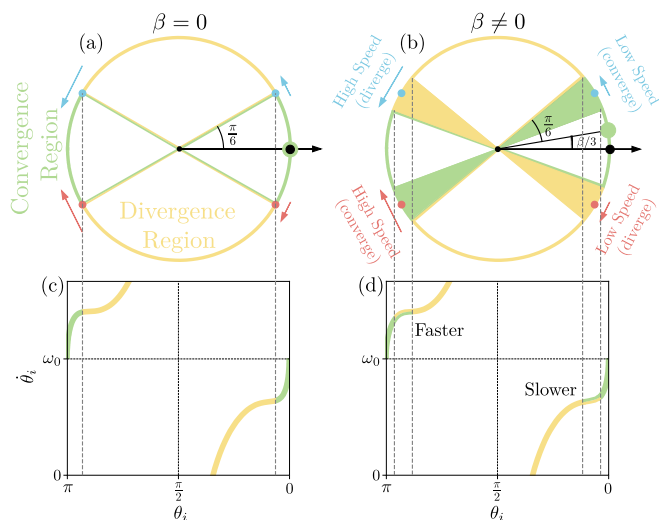 β = 0
β ≠ 0
(a)
(b)
High Speed
(diverge)
Low Speed
(converge)
Convergence
Region
π/6
π/6
β/3
Divergence
Region
High Speed
(converge)
Low Speed
(diverge)
(c)
(d)
Faster
Slower
ω₀
ω₀
θ̇ᵢ
0
0
π
π/2
0
π
π/2
0
θᵢ
θᵢ